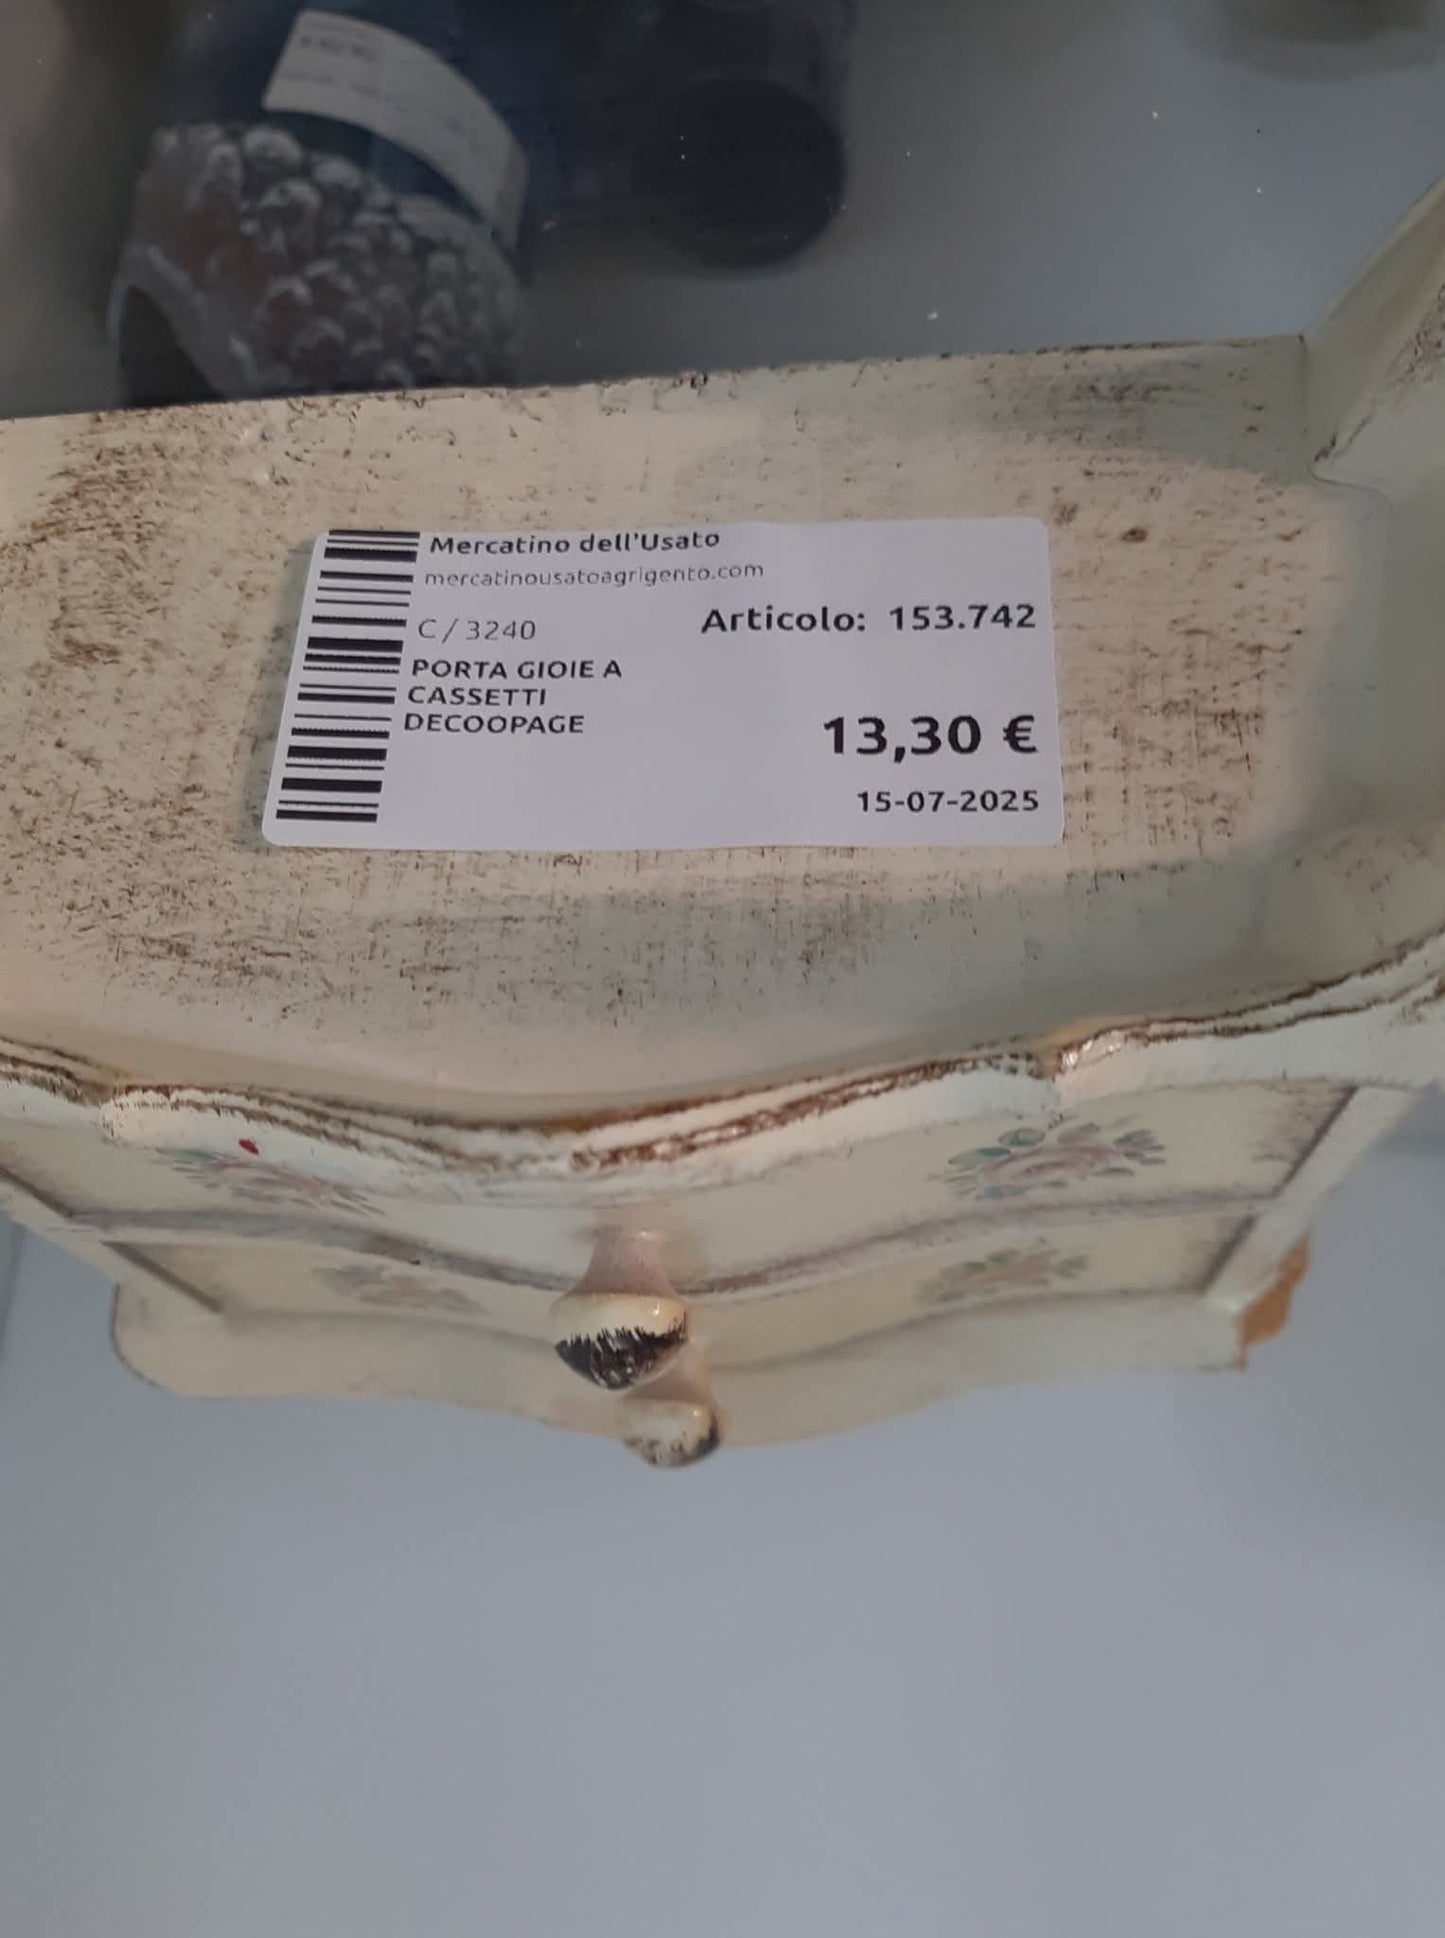 Mercatino dell'Usato
mercatinousatoagrigento.com
C/3240
Articolo: 153.742
PORTA GIOIE A
CASSETTI
DECOOPAGE
13,30 €
15-07-2025